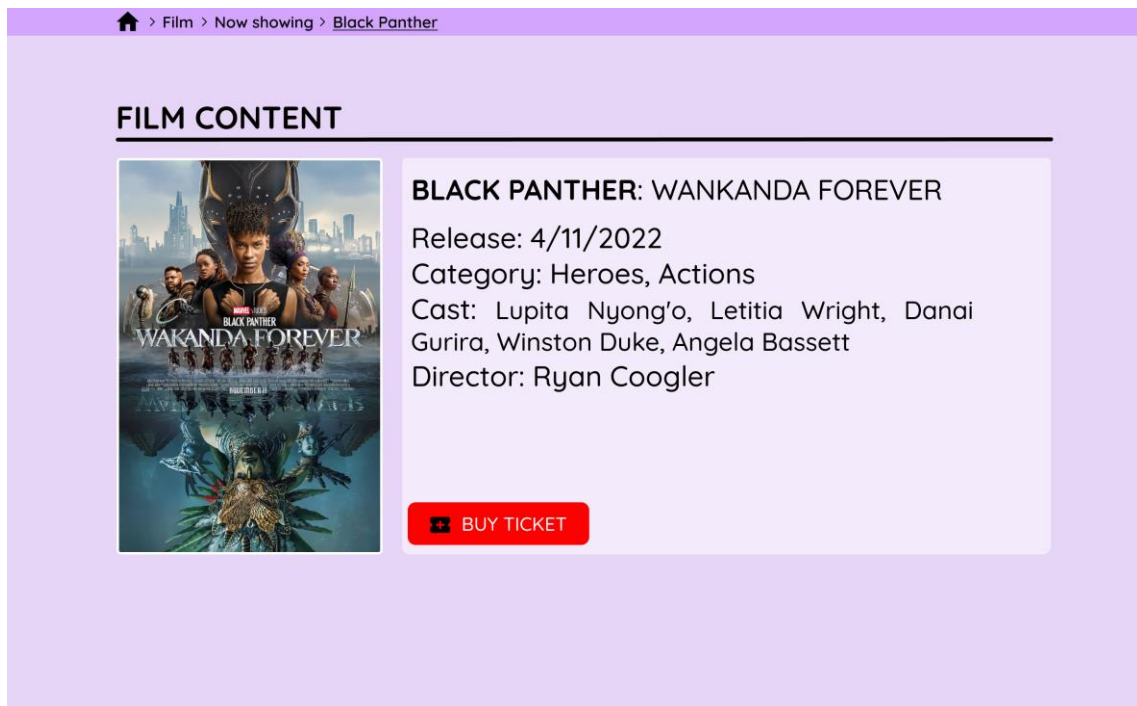 > Film > Now showing > Black Panther
FILM CONTENT
BLACK PANTHER: WANKANDA FOREVER
Release: 4/11/2022
Category: Heroes, Actions
Cast: Lupita Nyong'o, Letitia Wright, Danai
Gurira, Winston Duke, Angela Bassett
Director: Ryan Coogler
BUY TICKET
MARVEL STUDIOS
BLACK PANTHER
WAKANDA FOREVER